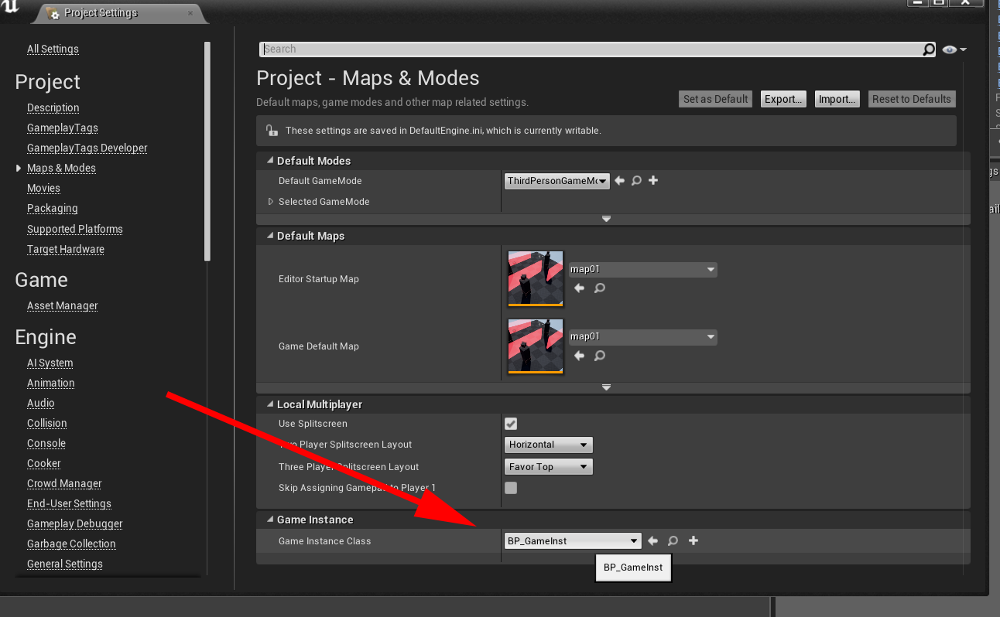 Project Settings
All Settings
Project
Description
GameplayTags
GameplayTags Developer
Maps & Modes
Movies
Packaging
Supported Platforms
Target Hardware
Game
Asset Manager
Engine
AI System
Animation
Audio
Collision
Console
Cooker
Crowd Manager
End-User Settings
Gameplay Debugger
Garbage Collection
General Settings
Search
Project - Maps & Modes
Default maps, game modes and other map related settings.
Set as Default
Export...
Import...
Reset to Defaults
These settings are saved in DefaultEngine.ini, which is currently writable.
Default Modes
Default GameMode
ThirdPersonGameMo
Selected GameMode
Default Maps
Editor Startup Map
map01
Game Default Map
map01
Local Multiplayer
Use Splitscreen
Two Player Splitscreen Layout
Horizontal
Three Player Splitscreen Layout
Favor Top
Skip Assigning Gamepad to Player 1
Game Instance
Game Instance Class
BP_GameInst
BP_GameInst